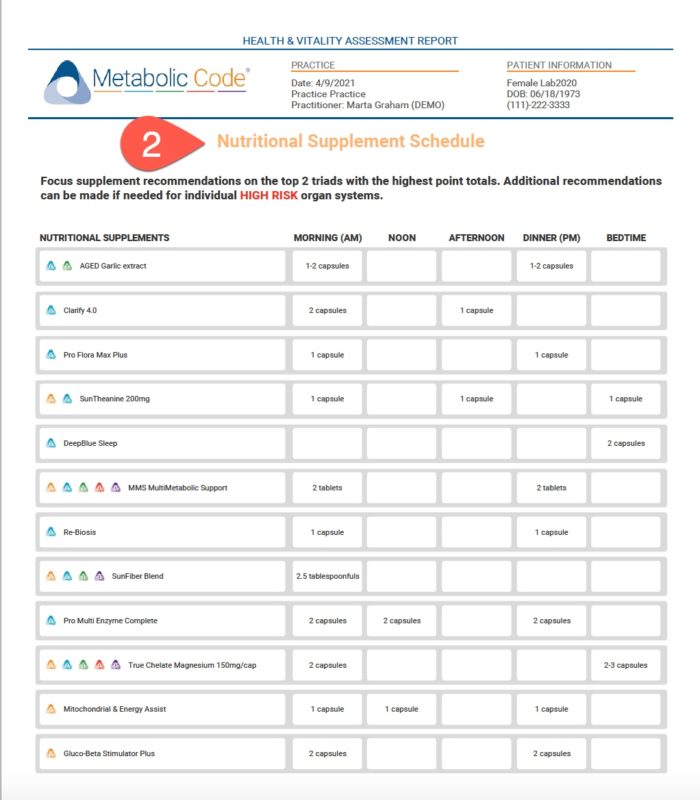 HEALTH & VITALITY ASSESSMENT REPORT
Metabolic Code®
PRACTICE
Date: 4/9/2021
Practice Practice
Practitioner: Marta Graham (DEMO)
PATIENT INFORMATION
Female Lab2020
DOB: 06/18/1973
(111)-222-3333
2
Nutritional Supplement Schedule
Focus supplement recommendations on the top 2 triads with the highest point totals. Additional recommendations
can be made if needed for individual HIGH RISK organ systems.
NUTRITIONAL SUPPLEMENTS MORNING (AM) NOON AFTERNOON DINNER (PM) BEDTIME
AGED Garlic extract 1-2 capsules 1-2 capsules
Clarify 4.0 2 capsules 1 capsule
Pro Flora Max Plus 1 capsule 1 capsule
SunTheanine 200mg 1 capsule 1 capsule 1 capsule
DeepBlue Sleep 2 capsules
MMS MultiMetabolic Support 2 tablets 2 tablets
Re-Biosis 1 capsule 1 capsule
SunFiber Blend 2.5 tablespoonfuls
Pro Multi Enzyme Complete 2 capsules 2 capsules 2 capsules
True Chelate Magnesium 150mg/cap 2 capsules 2-3 capsules
Mitochondrial & Energy Assist 1 capsule 1 capsule 1 capsule
Gluco-Beta Stimulator Plus 2 capsules 2 capsules